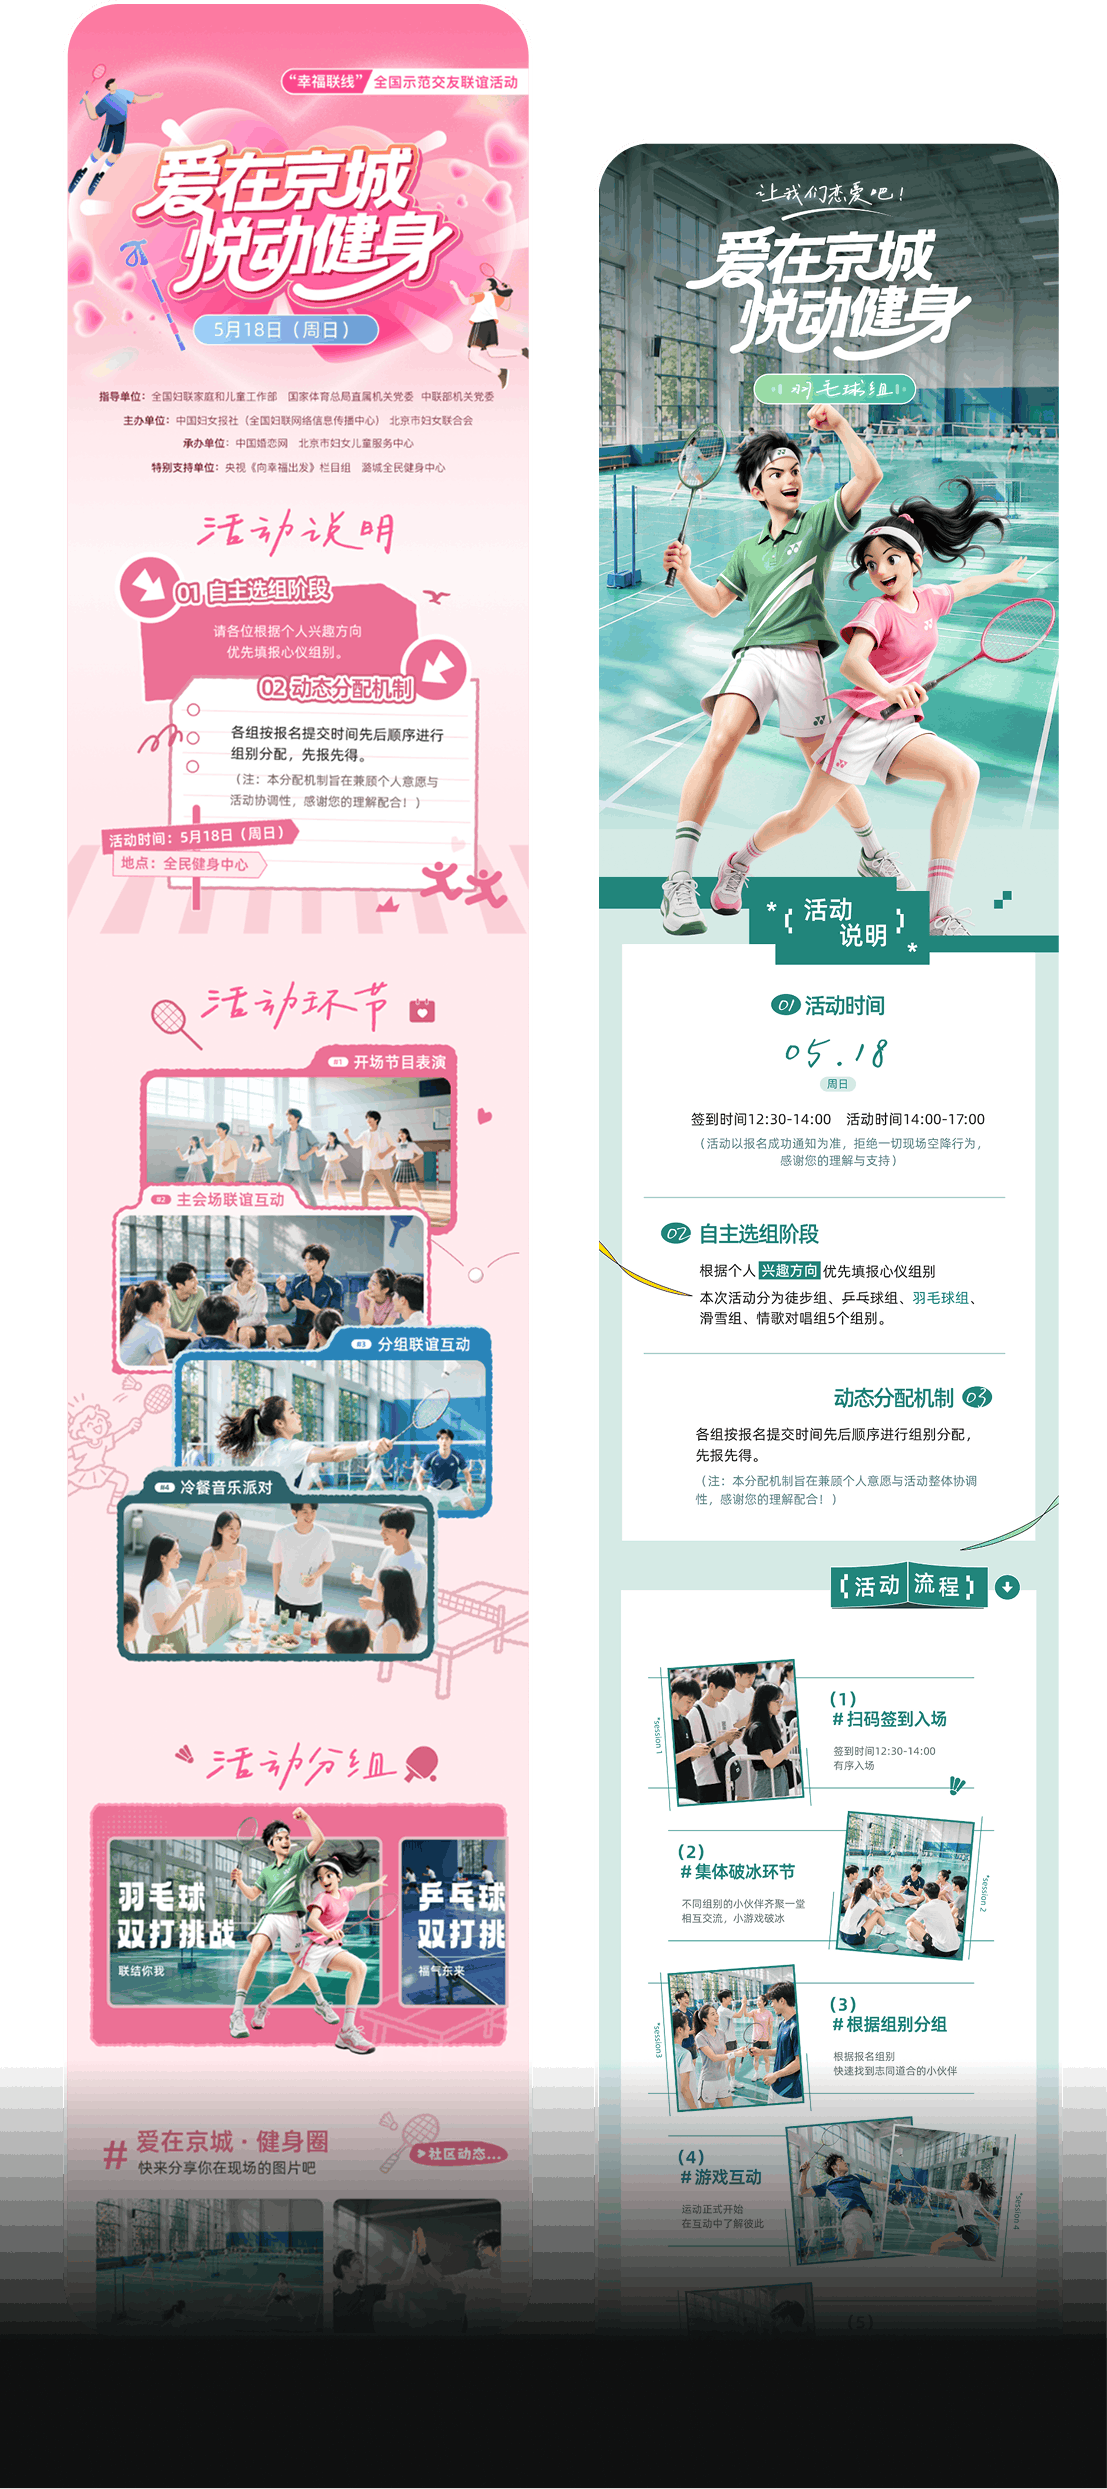 “幸福联线” 全国示范交友联谊活动
爱在京城
悦动健身
5月18日（周日）
指导单位：全国妇联家庭和儿童工作部 国家体育总局直属机关党委 中联部机关党委
主办单位：中国妇女报社（全国妇联网络信息传播中心） 北京市妇女联合会
承办单位：中国婚恋网 北京市妇女儿童服务中心
特别支持单位：央视《向幸福出发》栏目组 潞城全民健身中心
活动说明
01 自主选组阶段
请各位根据个人兴趣方向
优先填报心仪组别。
02 动态分配机制
各组按报名提交时间先后顺序进行
组别分配，先报先得。
（注：本分配机制旨在兼顾个人意愿与
活动协调性，感谢您的理解配合！）
活动时间：5月18日（周日）
地点：全民健身中心
活动环节
#1 开场节目表演
#2 主会场联谊互动
#3 分组联谊互动
#4 冷餐音乐派对
活动分组
羽毛球
双打挑战
联结你我
乒乓球
双打挑
福气东来
# 爱在京城·健身圈
快来分享你在现场的图片吧
社区动态...
让我们恋爱吧！
爱在京城
悦动健身
羽毛球组
活动
说明
01 活动时间
05.18
周日
签到时间12:30-14:00 活动时间14:00-17:00
（活动以报名成功通知为准，拒绝一切现场空降行为，
感谢您的理解与支持）
02 自主选组阶段
根据个人 兴趣方向 优先填报心仪组别
本次活动分为徒步组、乒乓球组、羽毛球组、
滑雪组、情歌对唱组5个组别。
动态分配机制 03
各组按报名提交时间先后顺序进行组别分配，
先报先得。
（注：本分配机制旨在兼顾个人意愿与活动整体协调
性，感谢您的理解配合！）
活动流程
*session 1
(1)
#扫码签到入场
签到时间12:30-14:00
有序入场
(2)
#集体破冰环节
不同组别的小伙伴齐聚一堂
相互交流，小游戏破冰
*session 2
*session3
(3)
#根据组别分组
根据报名组别
快速找到志同道合的小伙伴
(4)
#游戏互动
运动正式开始
在互动中了解彼此
*session 4
(5)